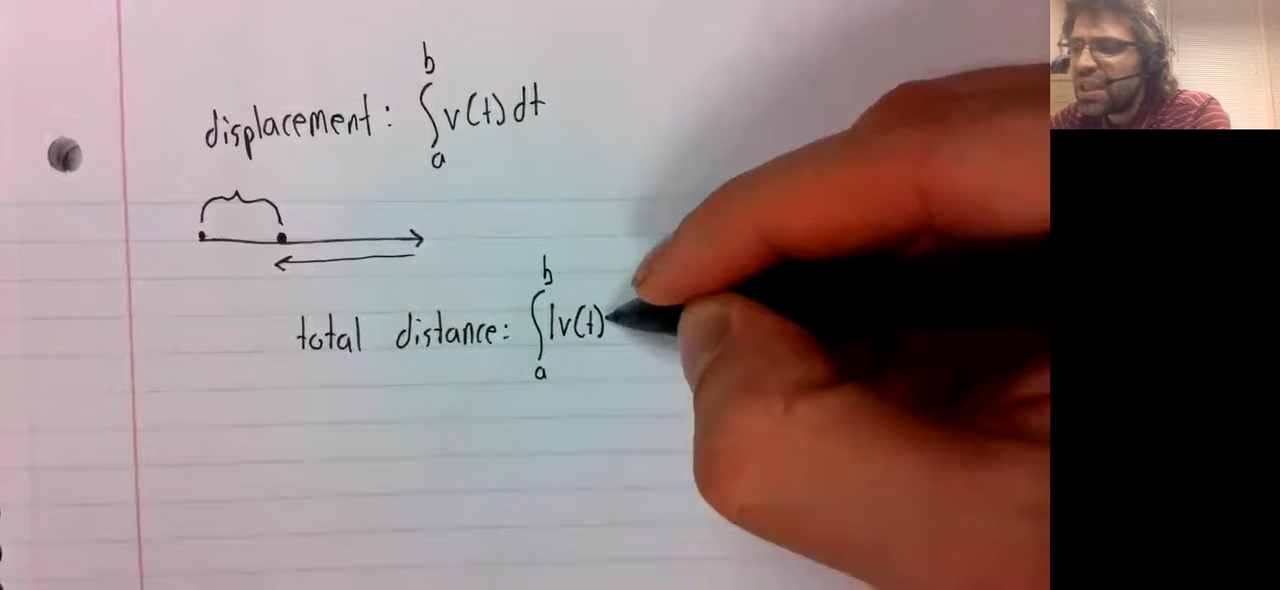 b
displacement: ∫v(t)dt
a
b
total distance: ∫|v(t)
a